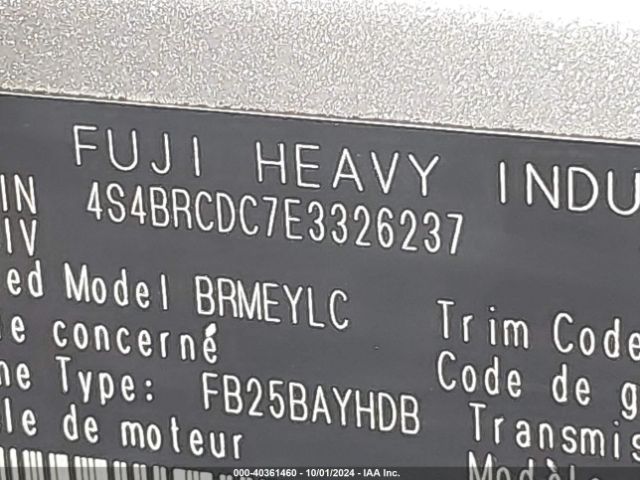 FUJI HEAVY INDU
IN 4S4BRCDC7E3326237
IV
ed Model BRMEYLC Trim Code
e concerné Code de g
ne Type: FB25BAYHDB Transmis
le de moteur Modèl
000-40361460 - 10/01/2024 - IAA Inc.